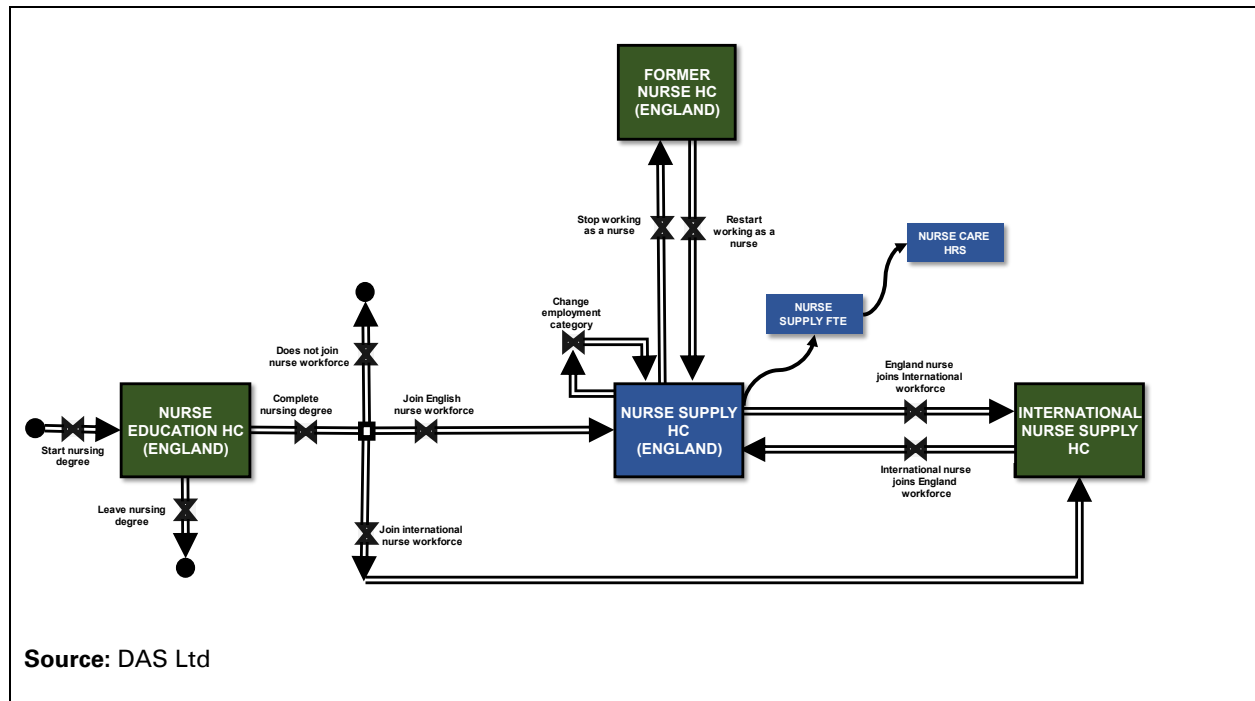 FORMER
NURSE HC
(ENGLAND)
Stop working
as a nurse
Restart
working as a
nurse
NURSE CARE
HRS
NURSE
SUPPLY FTE
Change
employment
category
Does not join
nurse workforce
England nurse
joins International
workforce
NURSE
EDUCATION HC
(ENGLAND)
Complete
nursing degree
Join English
nurse workforce
NURSE SUPPLY
HC
(ENGLAND)
INTERNATIONAL
NURSE SUPPLY
HC
Start nursing
degree
International nurse
joins England
workforce
Leave nursing
degree
Join international
nurse workforce
Source: DAS Ltd